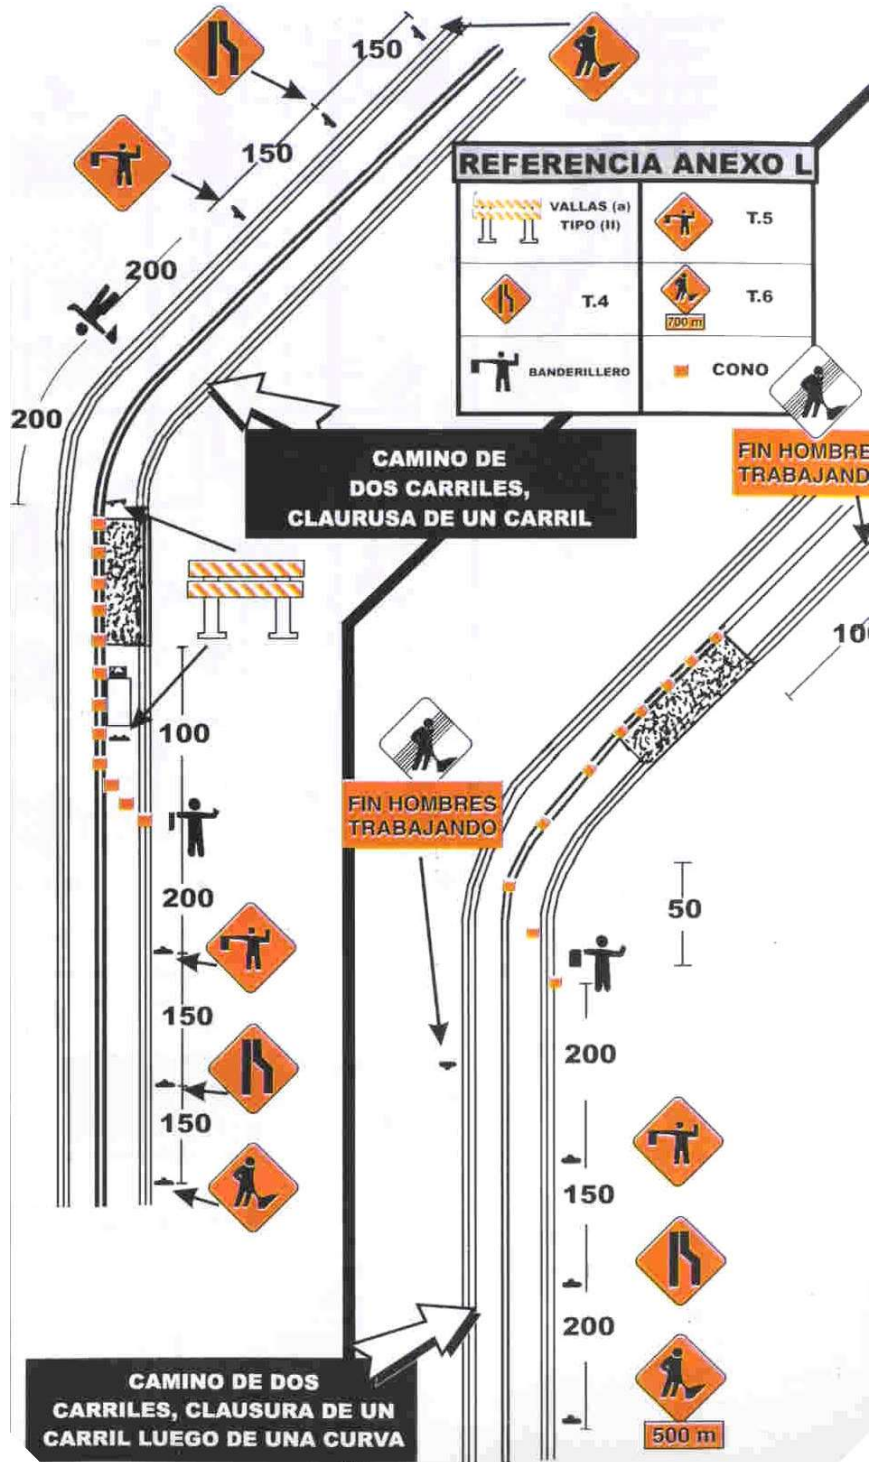 150
150
200
200
REFERENCIA ANEXO L
VALLAS (a)
TIPO (II)
T.5
T.4
T.6
700 m
BANDERILLERO
CONO
CAMINO DE
DOS CARRILES,
CLAURUSA DE UN CARRIL
FIN HOMBRE
TRABAJAND
100
100
200
150
150
FIN HOMBRES
TRABAJANDO
50
200
150
200
500 m
CAMINO DE DOS
CARRILES, CLAUSURA DE UN
CARRIL LUEGO DE UNA CURVA